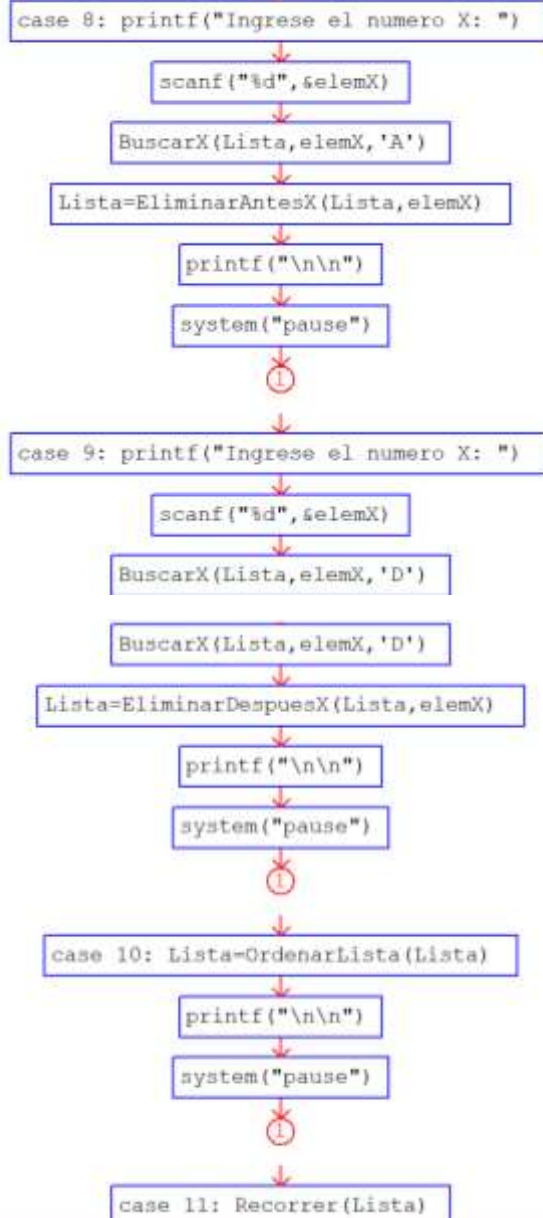 case 8: printf("Ingrese el numero X: ")
scanf("%d",&elemX)
BuscarX(Lista,elemX,'A')
Lista=EliminarAntesX(Lista,elemX)
printf("\n\n")
system("pause")
1
case 9: printf("Ingrese el numero X: ")
scanf("%d",&elemX)
BuscarX(Lista,elemX,'D')
BuscarX(Lista,elemX,'D')
Lista=EliminarDespuesX(Lista,elemX)
printf("\n\n")
system("pause")
1
case 10: Lista=OrdenarLista(Lista)
printf("\n\n")
system("pause")
1
case 11: Recorrer(Lista)